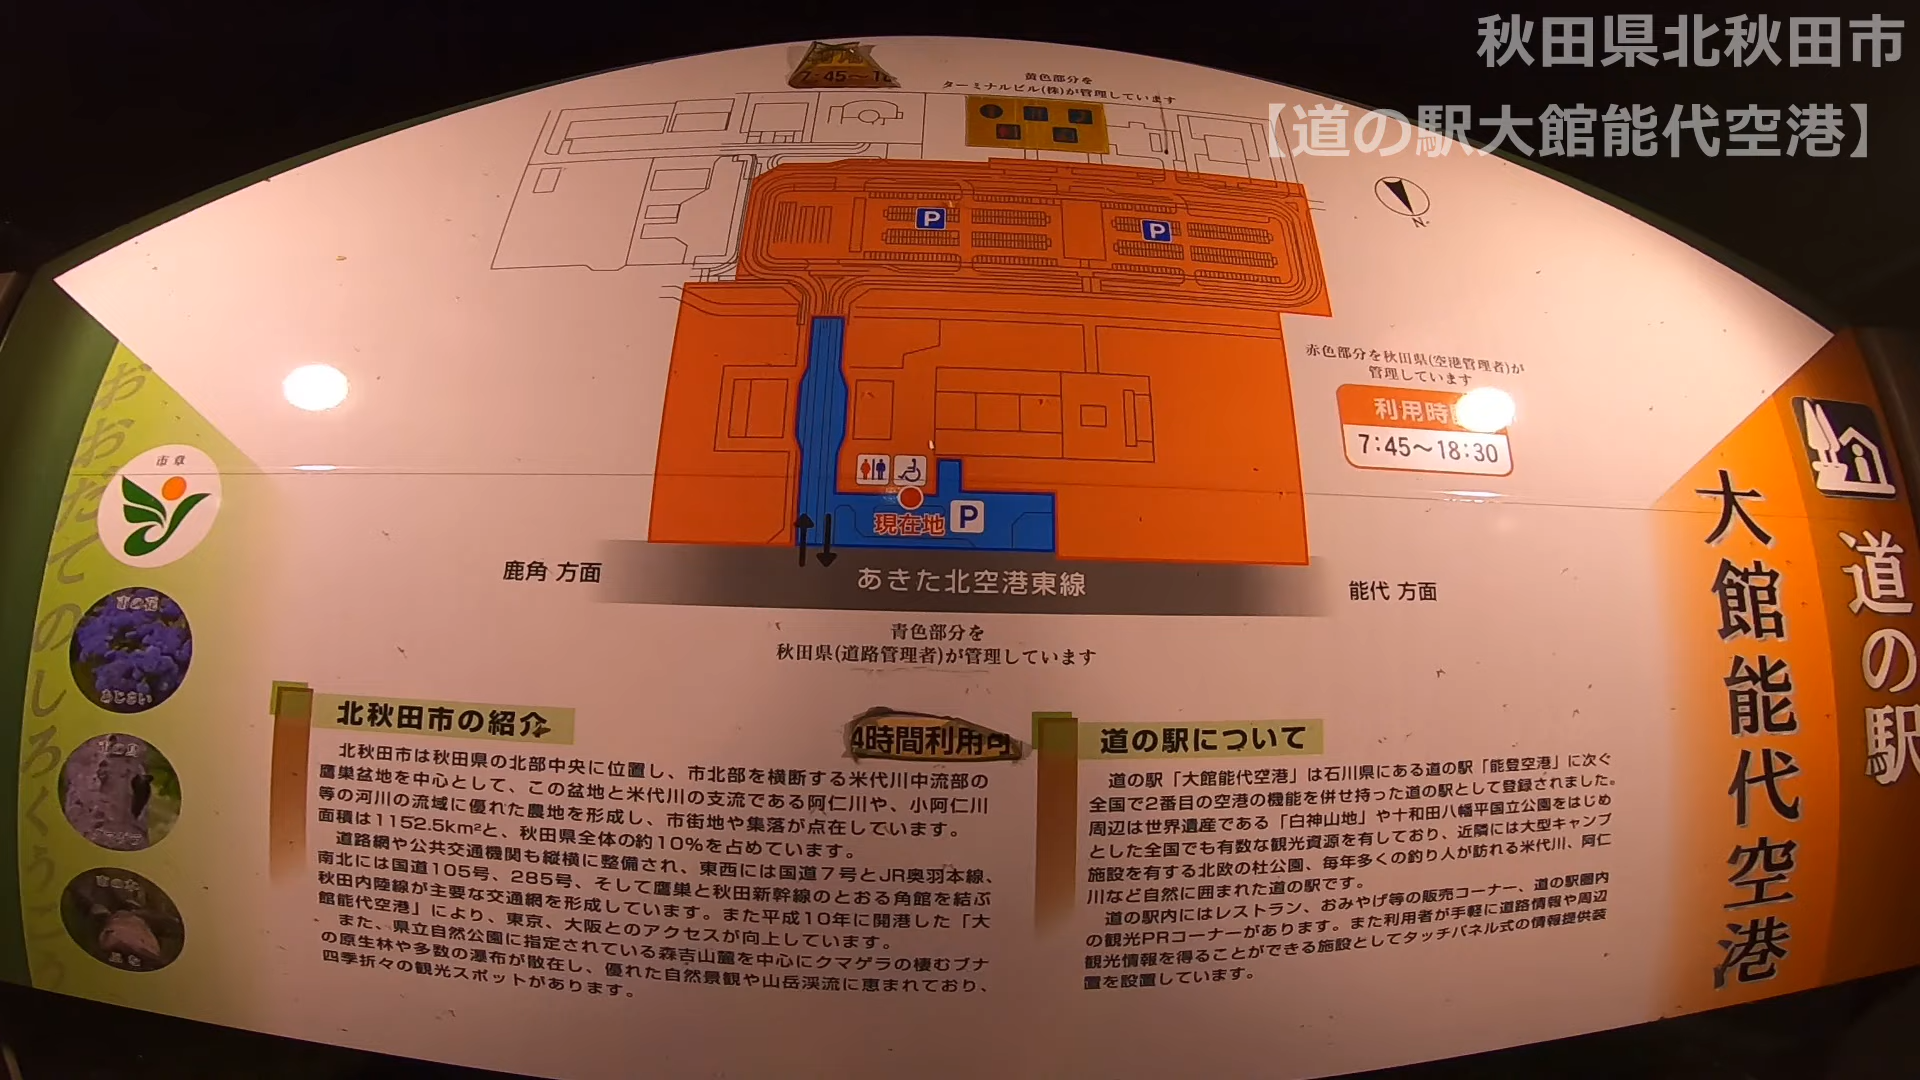 秋田県北秋田市
【道の駅大館能代空港】
7:45～18
黄色部分を
ターミナルビル(株)が管理しています
N
P
P
赤色部分を秋田県(空港管理者)が
管理しています
利用時
7:45～18:30
現在地
P
鹿角 方面
あきた北空港東線
能代 方面
青色部分を
秋田県(道路管理者)が管理しています
おおだてのしろくうこう
市章
市の花
あじさい
道の駅
大館能代空港
北秋田市の紹介
北秋田市は秋田県の北部中央に位置し、市北部を横断する米代川中流部の
鷹巣盆地を中心として、この盆地と米代川の支流である阿仁川や、小阿仁川
等の河川の流域に優れた農地を形成し、市街地や集落が点在しています。
面積は1152.5km²と、秋田県全体の約10%を占めています。
道路網や公共交通機関も縦横に整備され、東西には国道7号とJR奥羽本線、
南北には国道105号、285号、そして鷹巣と秋田新幹線のとおる角館を結ぶ
秋田内陸線が主要な交通網を形成しています。また平成10年に開港した「大
館能代空港」により、東京、大阪とのアクセスが向上しています。
また、県立自然公園に指定されている森吉山麓を中心にクマゲラの棲むブナ
の原生林や多数の瀑布が散在し、優れた自然景観や山岳渓流に恵まれており、
四季折々の観光スポットがあります。
4時間利用可
道の駅について
道の駅「大館能代空港」は石川県にある道の駅「能登空港」に次ぐ
全国で2番目の空港の機能を併せ持った道の駅として登録されました。
周辺は世界遺産である「白神山地」や十和田八幡平国立公園をはじめ
とした全国でも有数な観光資源を有しており、近隣には大型キャンプ
施設を有する北欧の杜公園、毎年多くの釣り人が訪れる米代川、阿仁
川など自然に囲まれた道の駅です。
道の駅内にはレストラン、おみやげ等の販売コーナー、道の駅圏内
の観光PRコーナーがあります。また利用者が手軽に道路情報や周辺
観光情報を得ることができる施設としてタッチパネル式の情報提供装
置を設置しています。